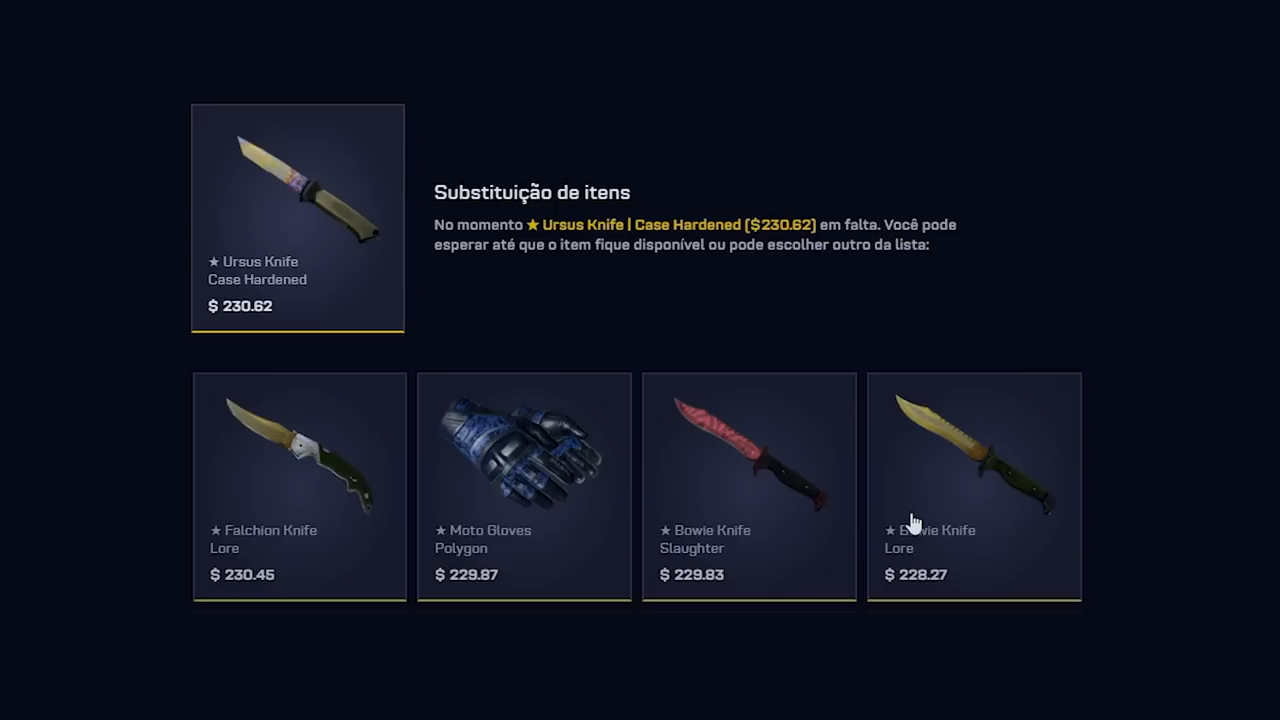 Substituição de itens
No momento ★ Ursus Knife | Case Hardened ($230.62) em falta. Você pode
esperar até que o item fique disponível ou pode escolher outro da lista:
★ Ursus Knife
Case Hardened
$ 230.62
★ Falchion Knife
Lore
$ 230.45
★ Moto Gloves
Polygon
$ 229.87
★ Bowie Knife
Slaughter
$ 229.83
★ Bowie Knife
Lore
$ 228.27